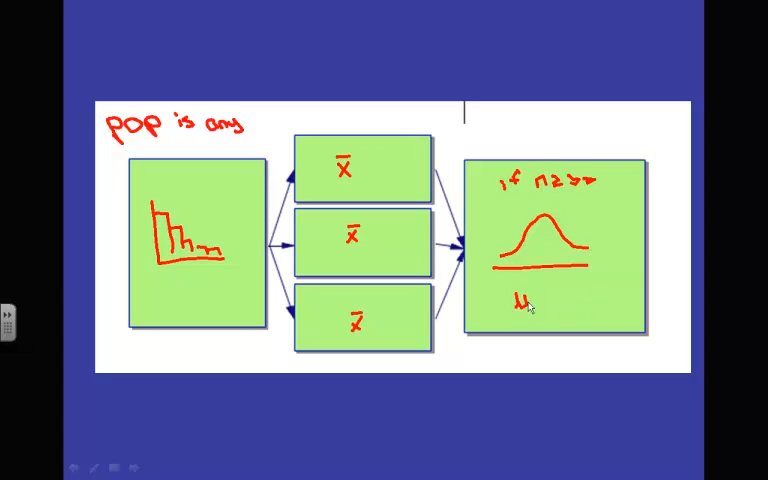 pop is any
x̄
x̄
x̄
if n≥30
μ